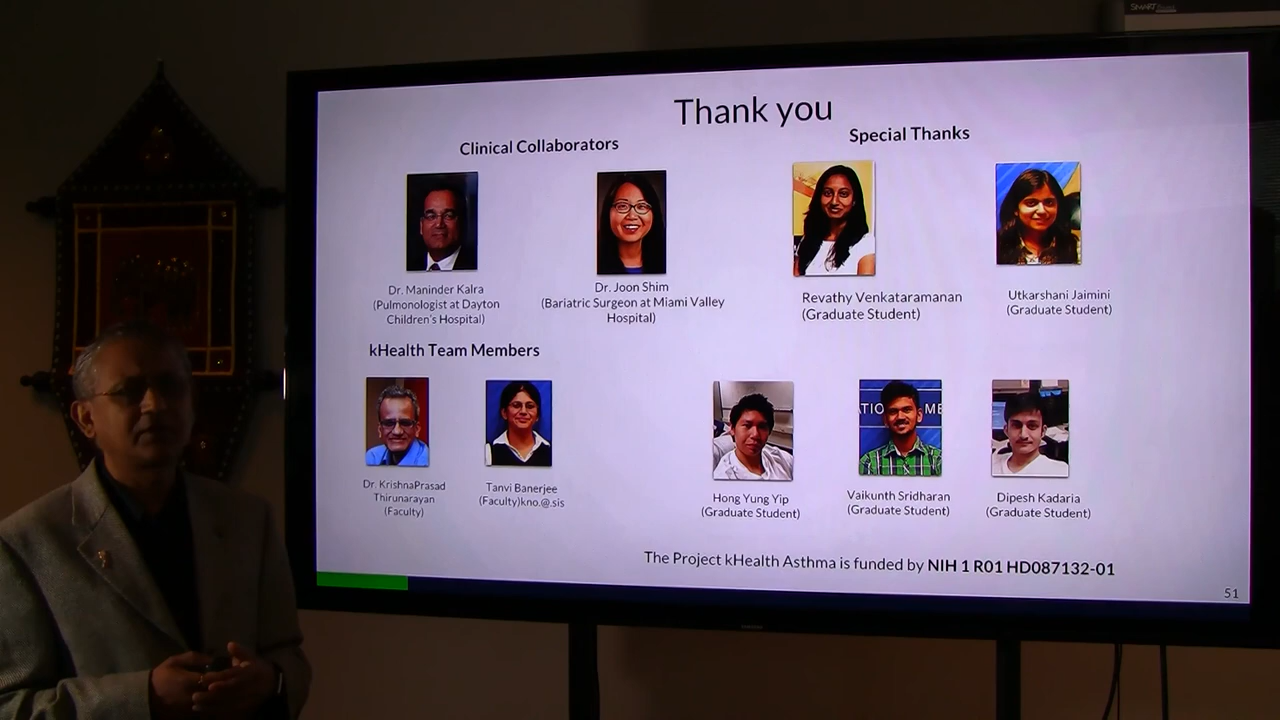 SMART
Thank you
Clinical Collaborators
Special Thanks
Dr. Maninder Kalra
(Pulmonologist at Dayton
Children's Hospital)
Dr. Joon Shim
(Bariatric Surgeon at Miami Valley
Hospital)
Revathy Venkataramanan
(Graduate Student)
Utkarshani Jaimini
(Graduate Student)
kHealth Team Members
ATIO
ME
Dr. KrishnaPrasad
Thirunarayan
(Faculty)
Tanvi Banerjee
(Faculty)kno.@.sis
Hong Yung Yip
(Graduate Student)
Vaikunth Sridharan
(Graduate Student)
Dipesh Kadaria
(Graduate Student)
The Project kHealth Asthma is funded by NIH 1 R01 HD087132-01
51